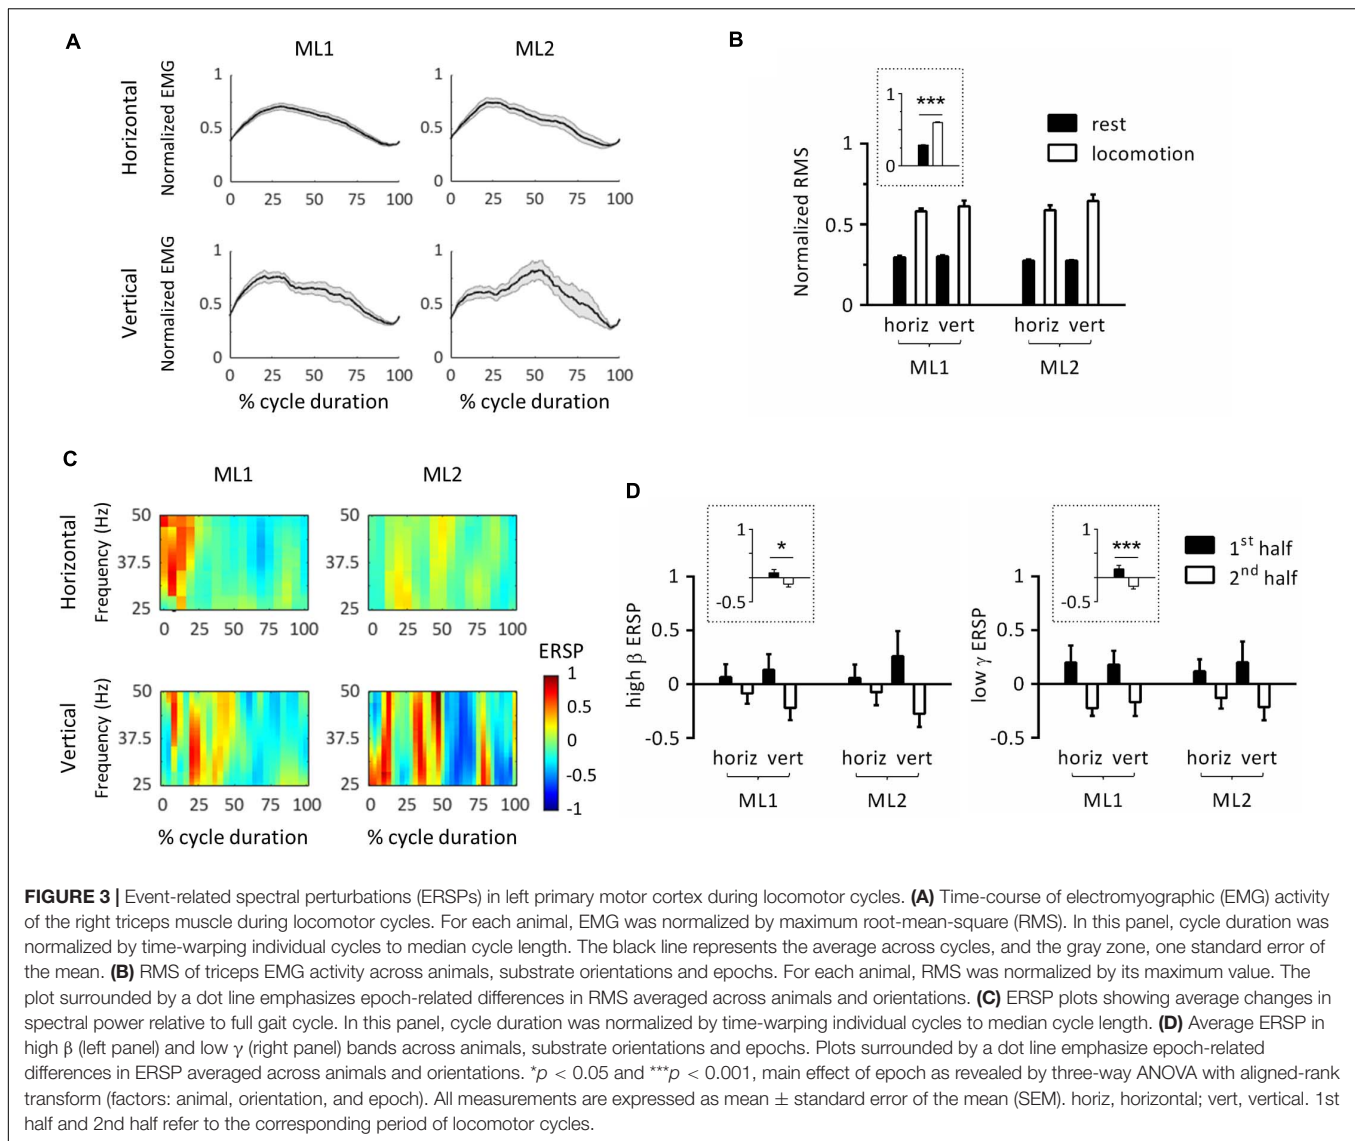 A
ML1
ML2
Horizontal
Normalized EMG
1
0.5
0
0 25 50 75 100
1
0.5
0
0 25 50 75 100
Vertical
Normalized EMG
1
0.5
0
0 25 50 75 100
1
0.5
0
0 25 50 75 100
% cycle duration
% cycle duration
B
Normalized RMS
1
0.5
0
1
0
***
rest
locomotion
horiz vert
horiz vert
ML1
ML2
C
ML1
ML2
Horizontal
Frequency (Hz)
50
37.5
25
0 25 50 75 100
50
37.5
25
0 25 50 75 100
Vertical
Frequency (Hz)
50
37.5
25
0 25 50 75 100
50
37.5
25
0 25 50 75 100
% cycle duration
% cycle duration
ERSP
1
0.5
0
-0.5
-1
D
high β ERSP
1
0.5
0
-0.5
1
-0.5
*
horiz vert
horiz vert
ML1
ML2
low γ ERSP
1
0.5
0
-0.5
1
-0.5
***
1st half
2nd half
horiz vert
horiz vert
ML1
ML2
FIGURE 3 | Event-related spectral perturbations (ERSPs) in left primary motor cortex during locomotor cycles. (A) Time-course of electromyographic (EMG) activity
of the right triceps muscle during locomotor cycles. For each animal, EMG was normalized by maximum root-mean-square (RMS). In this panel, cycle duration was
normalized by time-warping individual cycles to median cycle length. The black line represents the average across cycles, and the gray zone, one standard error of
the mean. (B) RMS of triceps EMG activity across animals, substrate orientations and epochs. For each animal, RMS was normalized by its maximum value. The
plot surrounded by a dot line emphasizes epoch-related differences in RMS averaged across animals and orientations. (C) ERSP plots showing average changes in
spectral power relative to full gait cycle. In this panel, cycle duration was normalized by time-warping individual cycles to median cycle length. (D) Average ERSP in
high β (left panel) and low γ (right panel) bands across animals, substrate orientations and epochs. Plots surrounded by a dot line emphasize epoch-related
differences in ERSP averaged across animals and orientations. *p < 0.05 and ***p < 0.001, main effect of epoch as revealed by three-way ANOVA with aligned-rank
transform (factors: animal, orientation, and epoch). All measurements are expressed as mean ± standard error of the mean (SEM). horiz, horizontal; vert, vertical. 1st
half and 2nd half refer to the corresponding period of locomotor cycles.